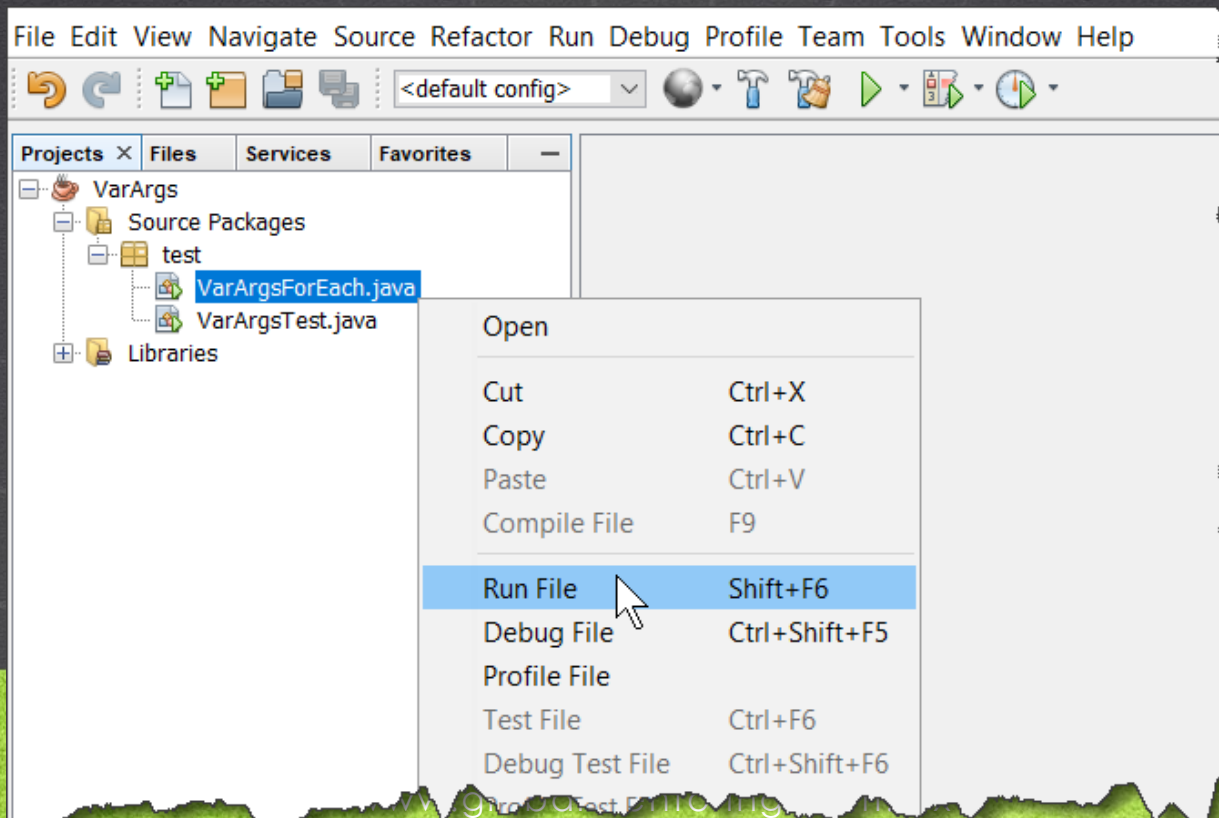 File Edit View Navigate Source Refactor Run Debug Profile Team Tools Window Help
<default config>
Projects Files Services Favorites
VarArgs
Source Packages
test
VarArgsForEach.java
VarArgsTest.java
Libraries
Open
Cut Ctrl+X
Copy Ctrl+C
Paste Ctrl+V
Compile File F9
Run File Shift+F6
Debug File Ctrl+Shift+F5
Profile File
Test File Ctrl+F6
Debug Test File Ctrl+Shift+F6